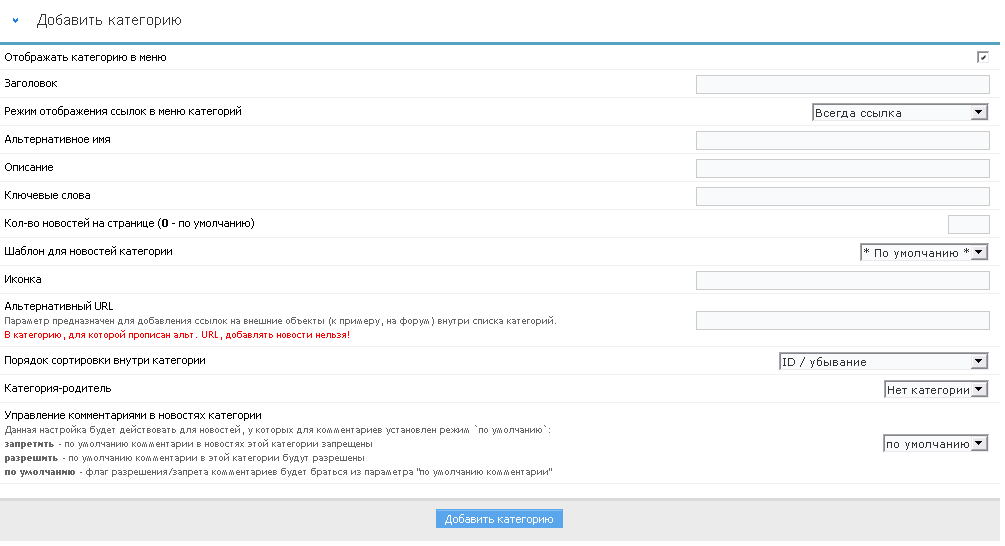 Добавить категорию
Отображать категорию в меню
Заголовок
Режим отображения ссылок в меню категорий
Всегда ссылка
Альтернативное имя
Описание
Ключевые слова
Кол-во новостей на странице (0 - по умолчанию)
Шаблон для новостей категории
* По умолчанию *
Иконка
Альтернативный URL
Параметр предназначен для добавления ссылок на внешние объекты (к примеру, на форум) внутри списка категорий.
В категорию, для которой прописан альт. URL, добавлять новости нельзя!
Порядок сортировки внутри категории
ID / убывание
Категория-родитель
Нет категории
Управление комментариями в новостях категории
Данная настройка будет действовать для новостей, у которых для комментариев установлен режим `по умолчанию`:
запретить - по умолчанию комментарии в новостях этой категории запрещены
разрешить - по умолчанию комментарии в этой категории будут разрешены
по умолчанию - флаг разрешения/запрета комментариев будет браться из параметра "по умолчанию комментарии"
по умолчанию
Добавить категорию